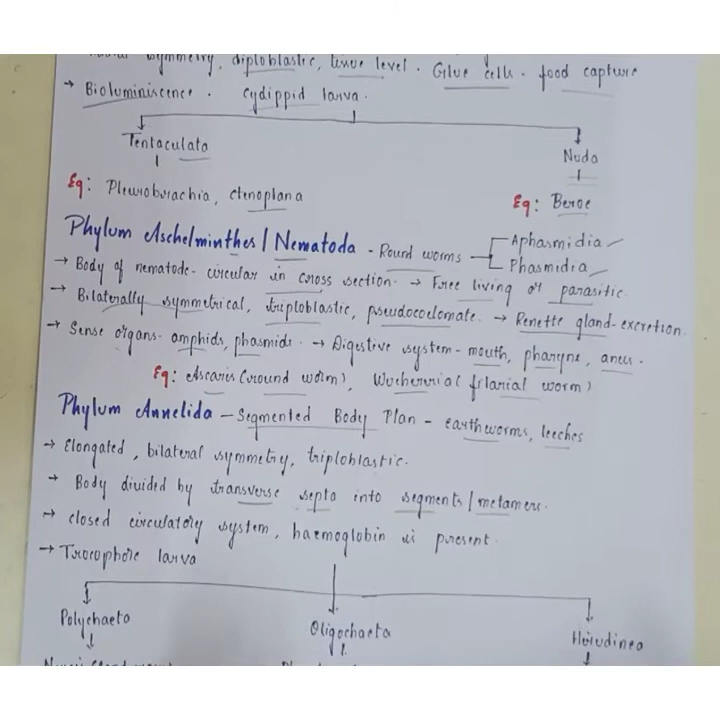 symmetry, diploblastic, tissue level. Glue cells - food capture
→ Bioluminiscence. Cydippid larva.
Tentaculata
Nuda
Eg: Pleurobrachia, ctenoplana
Eg: Beroe
Phylum Aschelminthes/Nematoda - Round worms
Aphasmidia
Phasmidia
→ Body of nematode - circular in cross section. → Free living or parasitic.
→ Bilaterally symmetrical, triploblastic, pseudocoelomate. → Renette gland - excretion.
→ Sense organs - amphids, phasmids. → Digestive system - mouth, pharynx, anus.
Eg: Ascaris (round worm), Wuchereria (filarial worm)
Phylum Annelida - Segmented Body Plan - earthworms, leeches
→ Elongated, bilateral symmetry, triploblastic.
→ Body divided by transverse septa into segments/metamers.
→ closed circulatory system, haemoglobin is present.
→ Trocophore larva
Polychaeta
Oligochaeta
Hirudinea